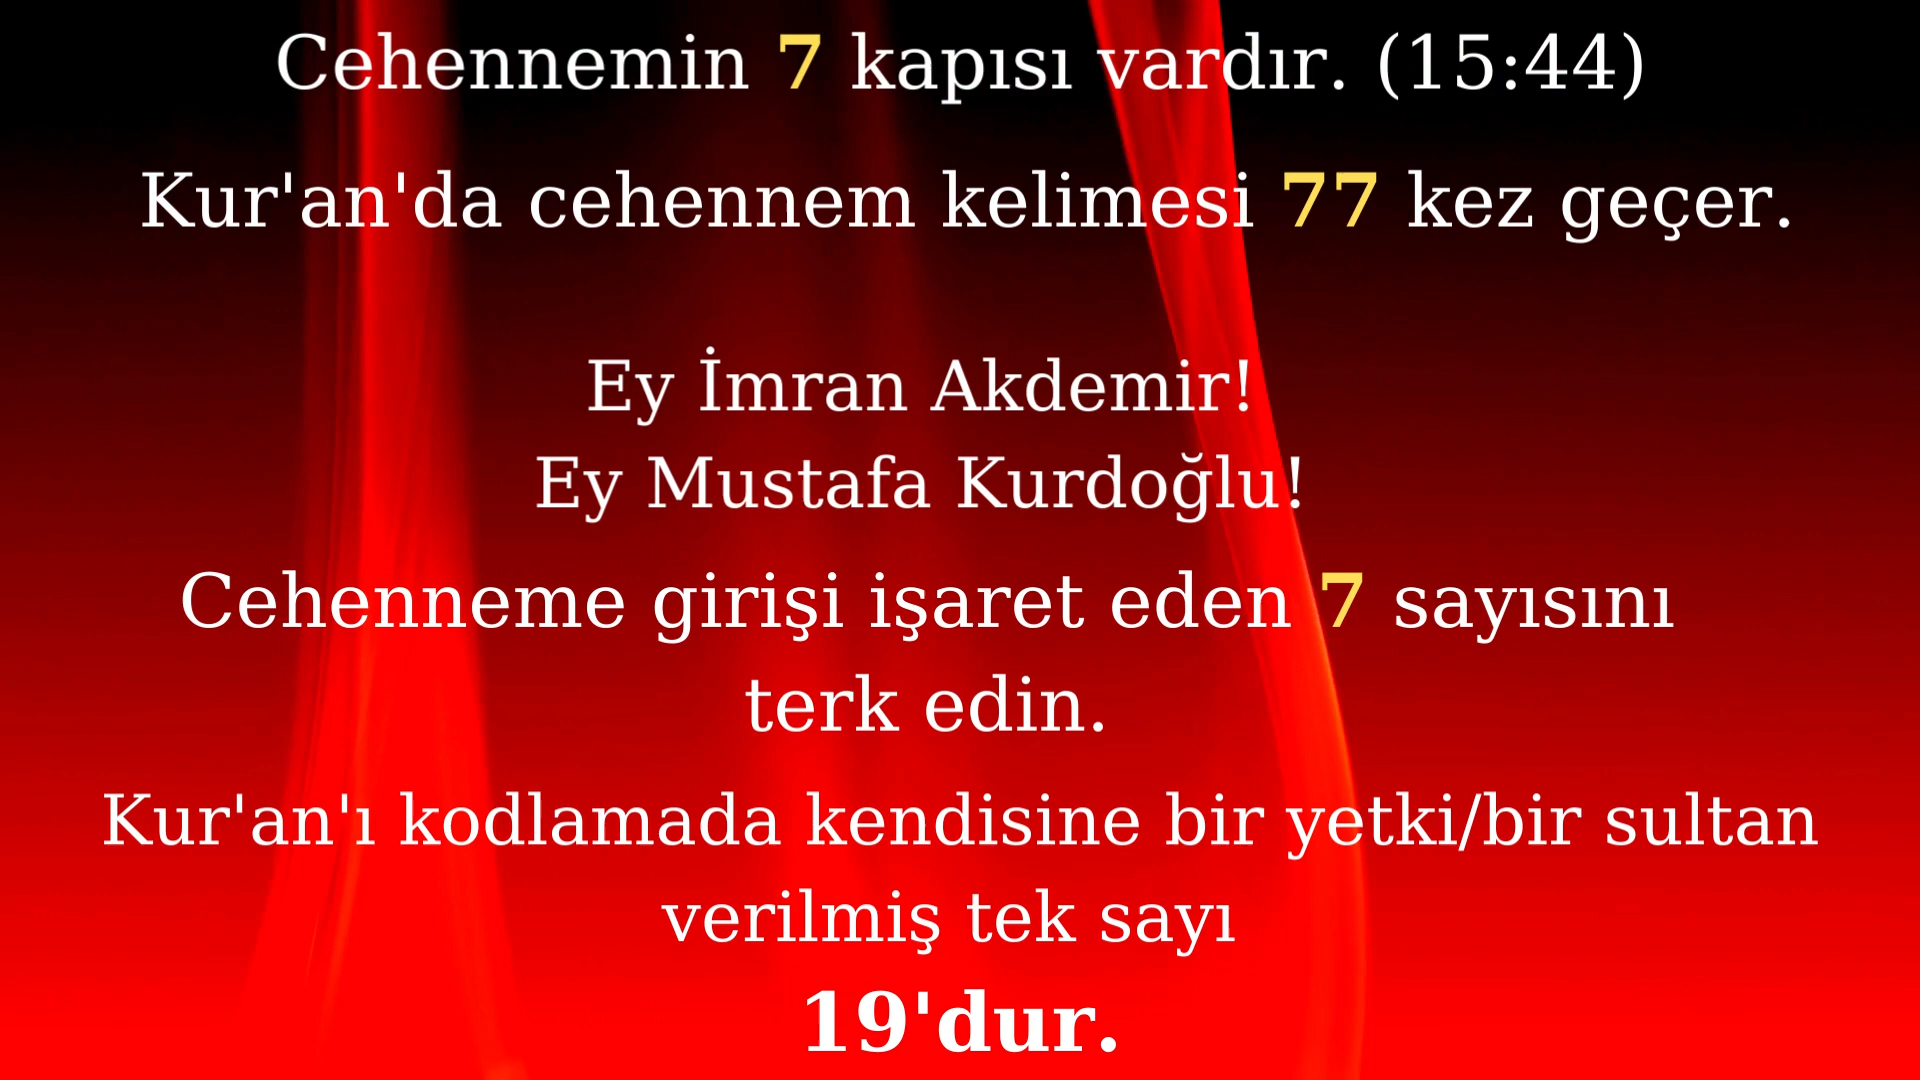 Cehennemin 7 kapısı vardır. (15:44)
Kur'an'da cehennem kelimesi 77 kez geçer.
Ey İmran Akdemir!
Ey Mustafa Kurdoğlu!
Cehenneme girişi işaret eden 7 sayısını
terk edin.
Kur'an'ı kodlamada kendisine bir yetki/bir sultan
verilmiş tek sayı
19'dur.